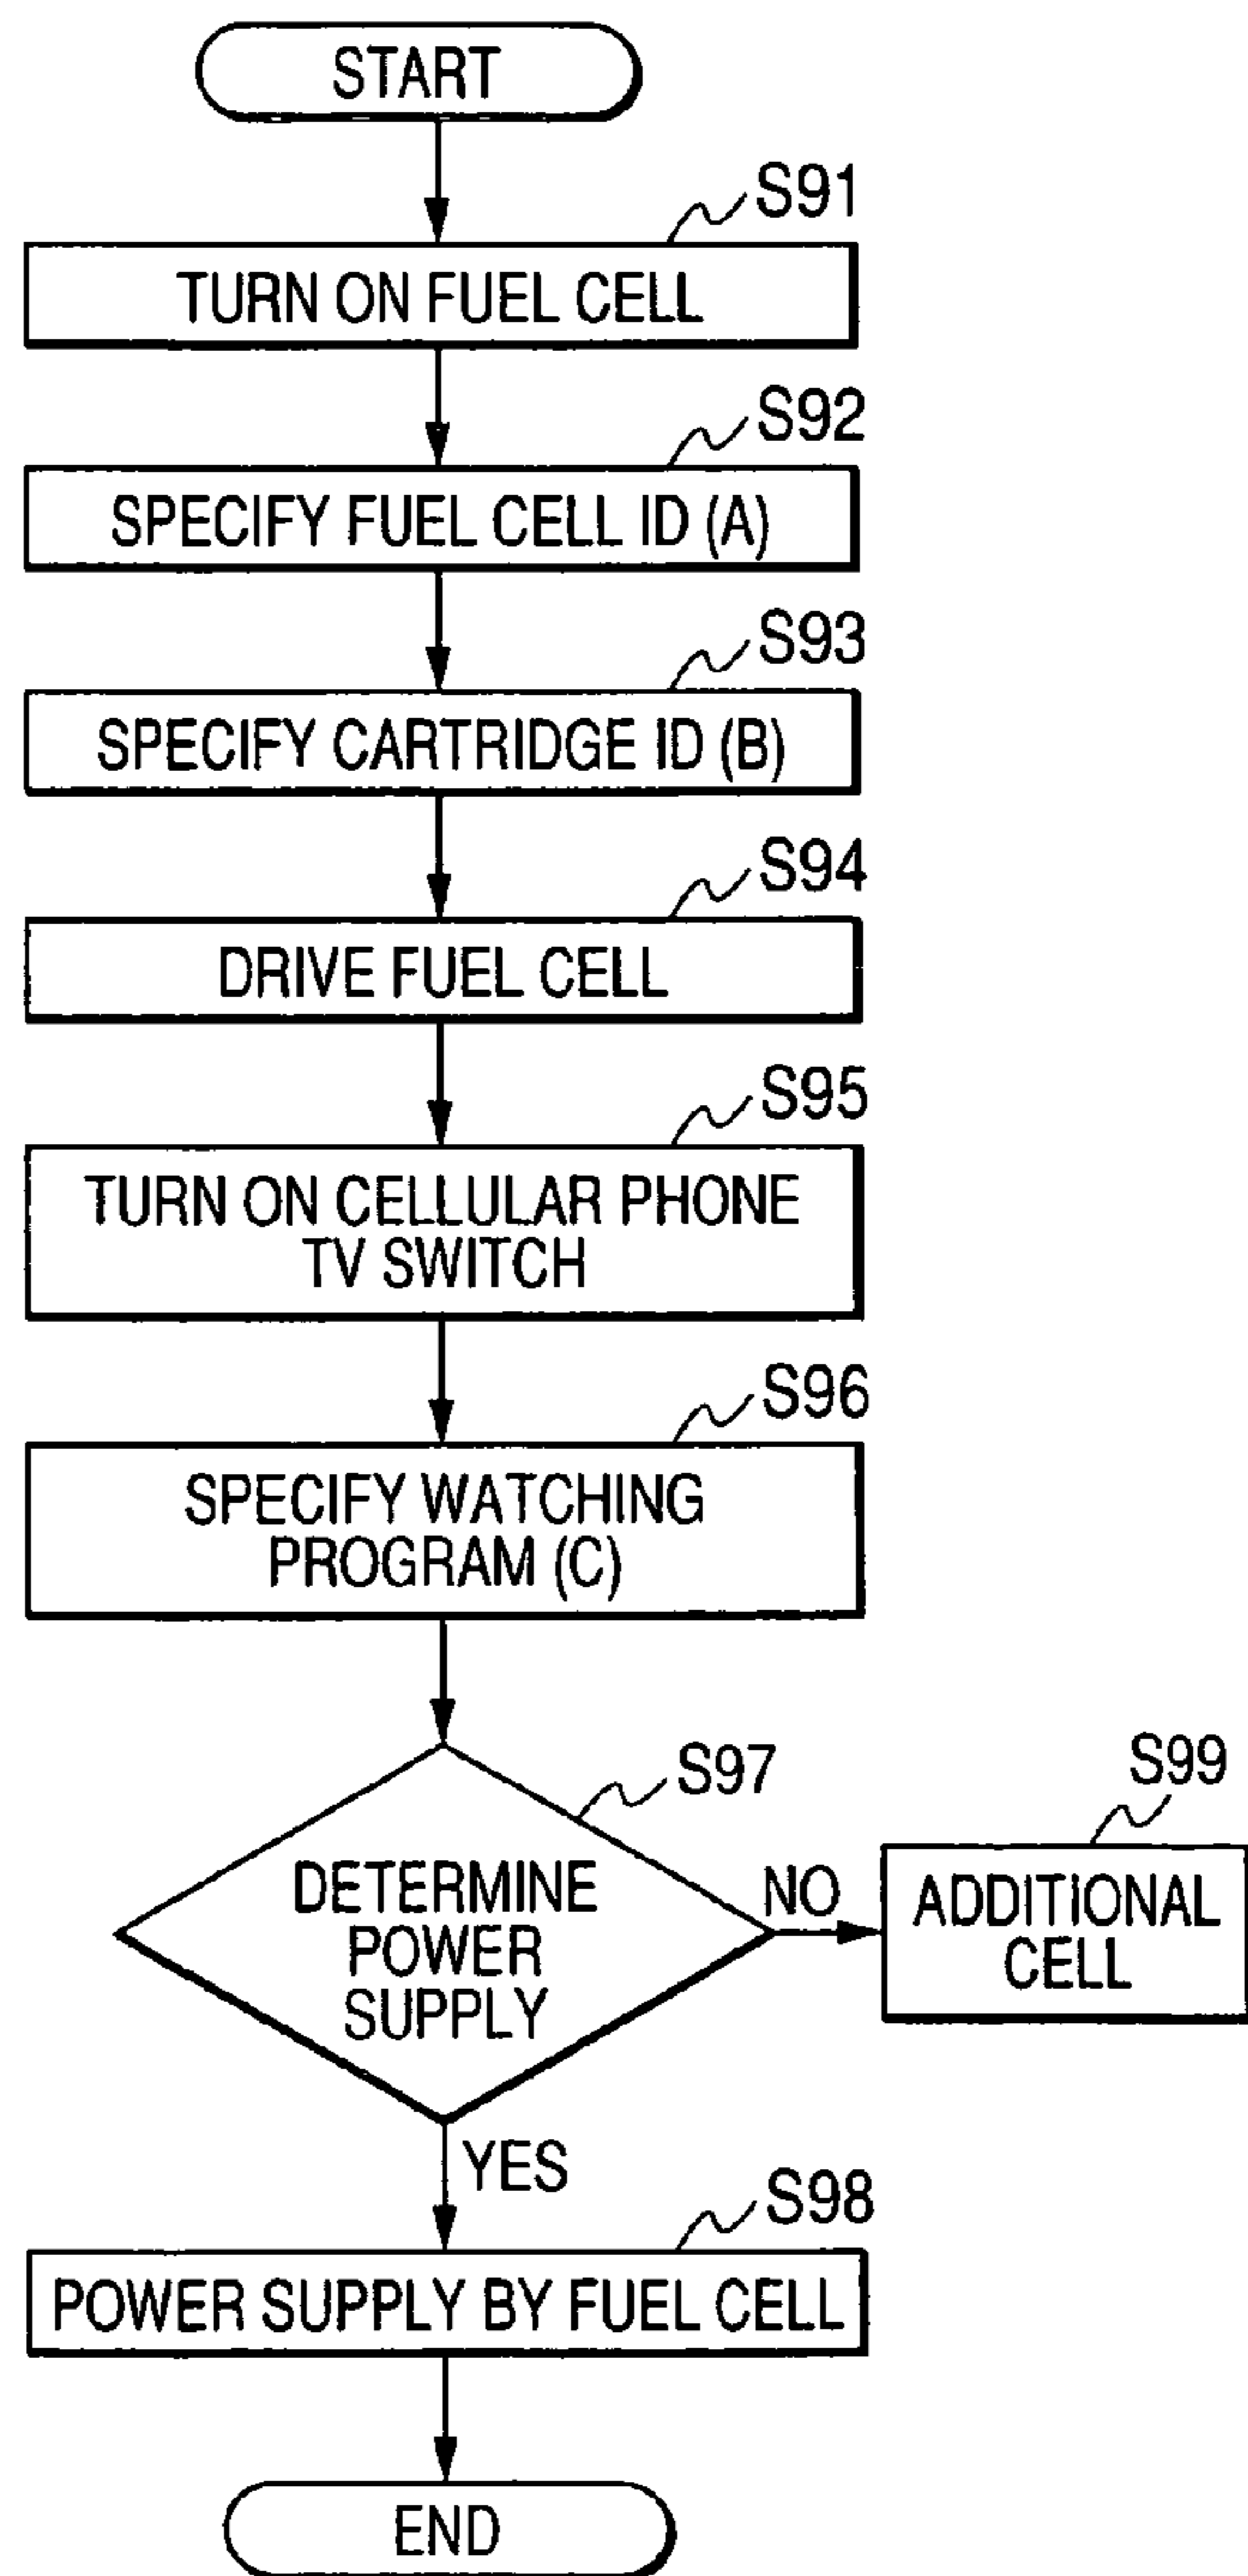 START
S91
TURN ON FUEL CELL
S92
SPECIFY FUEL CELL ID (A)
S93
SPECIFY CARTRIDGE ID (B)
S94
DRIVE FUEL CELL
S95
TURN ON CELLULAR PHONE
TV SWITCH
S96
SPECIFY WATCHING
PROGRAM (C)
S97
DETERMINE
POWER
SUPPLY
NO
S99
ADDITIONAL
CELL
YES
S98
POWER SUPPLY BY FUEL CELL
END